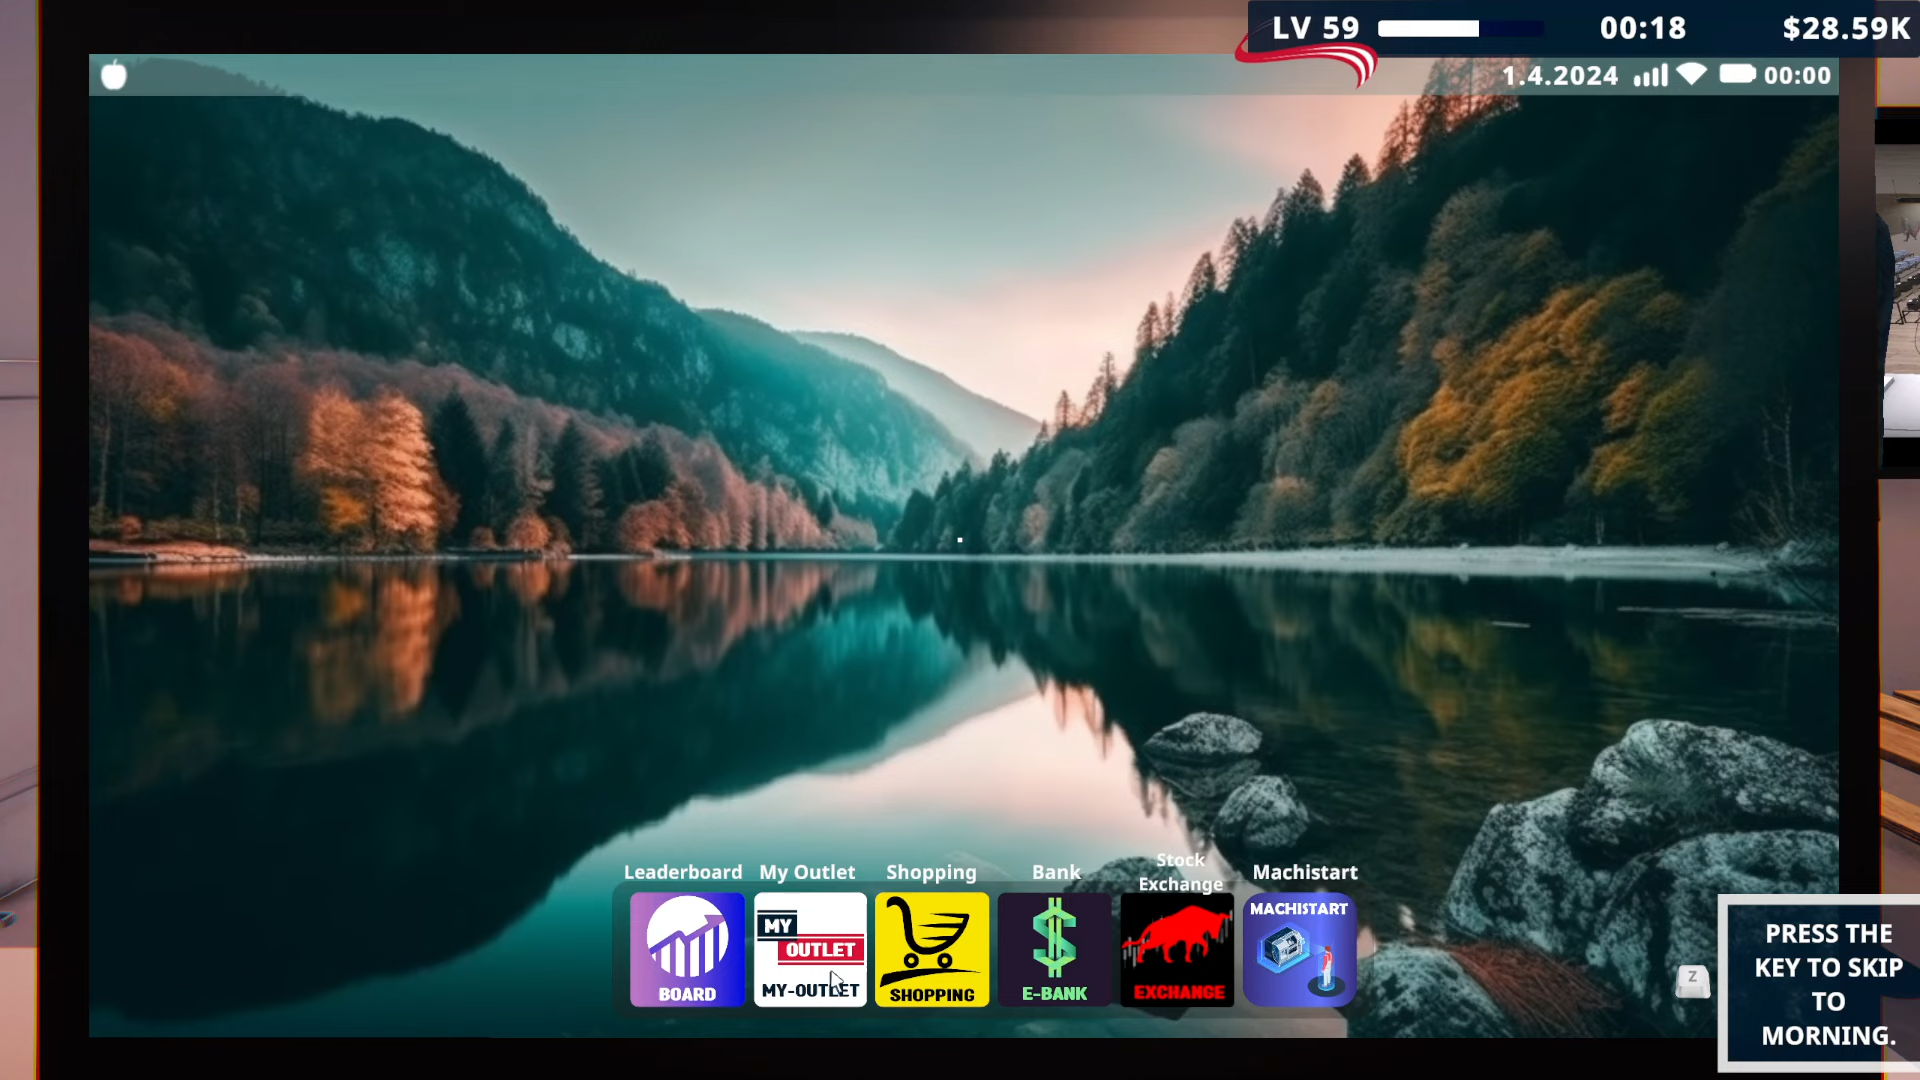 LV 59 00:18 $28.59K
1.4.2024 00:00
Leaderboard My Outlet Shopping Bank Stock Exchange Machistart
BOARD
MY
OUTLET
MY-OUTLET
SHOPPING
E-BANK
EXCHANGE
MACHISTART
Z
PRESS THE
KEY TO SKIP
TO
MORNING.